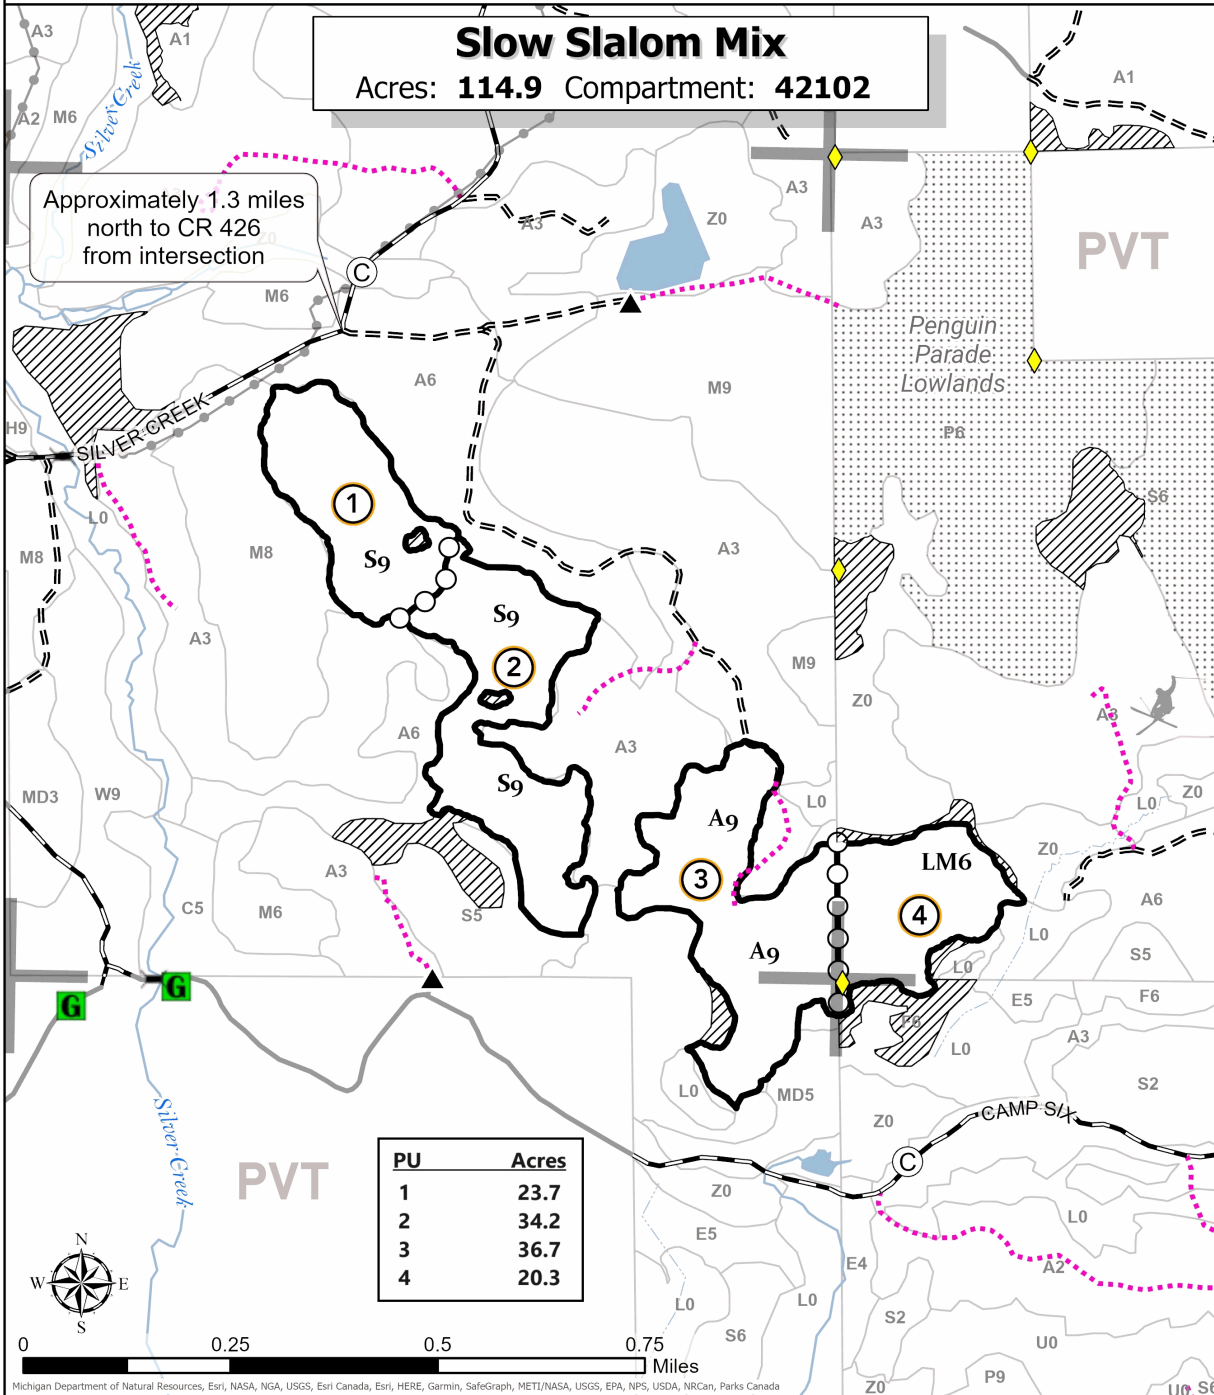 Slow Slalom Mix
Acres: 114.9 Compartment: 42102
A3
A1
A1
A2
M6
Silver Creek
Approximately 1.3 miles
north to CR 426
from intersection
A3
Z0
A3
A3
PVT
C
M6
Penguin
Parade
Lowlands
A6
M9
P6
H9
SILVER CREEK
S6
1
L0
M8
M8
S9
A3
S9
A3
2
M9
Z0
A3
A6
A3
S9
MD3
W9
L0
L0
Z0
A9
Z0
LM6
A3
3
A6
C5
M6
S5
4
L0
A9
S5
L0
G
G
E5
F6
F6
L0
A3
S2
L0
MD5
CAMP SIX
Z0
Silver Creek
C
PVT
Z0
L0
E5
E4
A2
L0
L0
S2
S6
U0
P9
Z0
U0
S6
PU Acres
1 23.7
2 34.2
3 36.7
4 20.3
N
W E
S
0 0.25 0.5 0.75
Miles
Michigan Department of Natural Resources, Esri, NASA, NGA, USGS, Esri Canada, Esri, HERE, Garmin, SafeGraph, METI/NASA, USGS, EPA, NPS, USDA, NRCan, Parks Canada